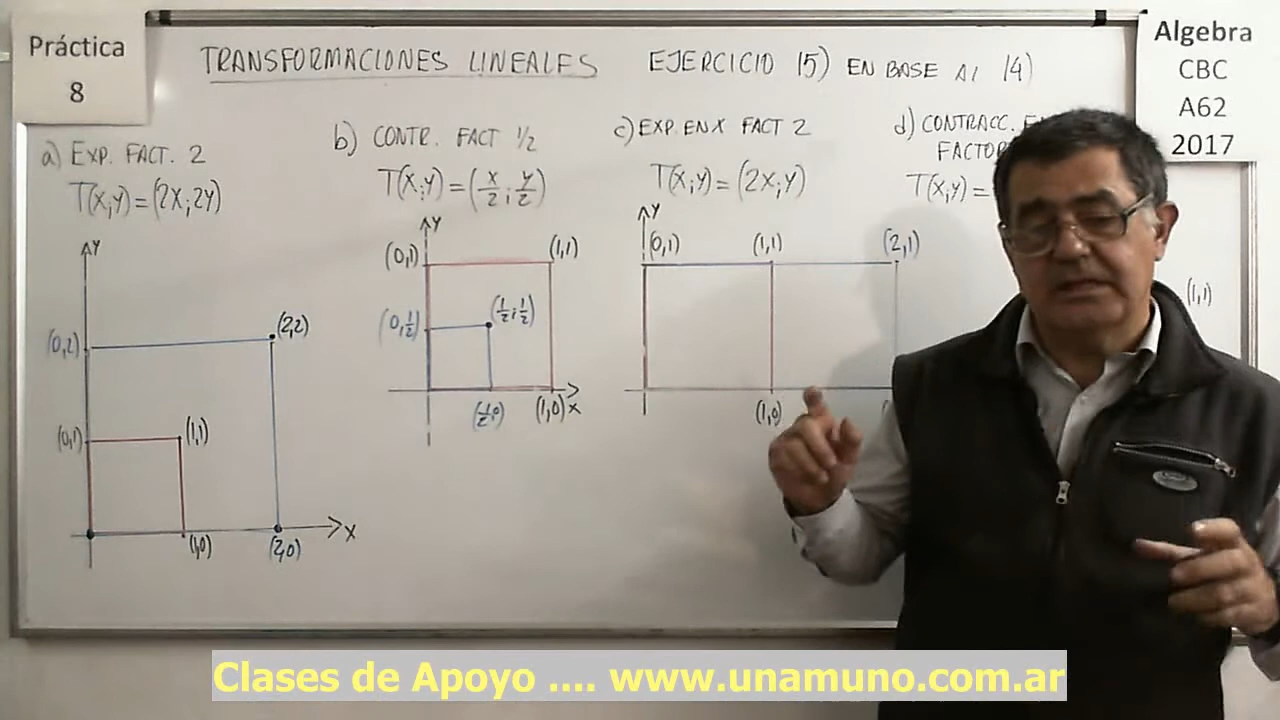 Práctica
8
TRANSFORMACIONES LINEALES EJERCICIO 15) EN BASE AL 14)
Algebra
CBC
A62
2017
a) EXP. FACT. 2
T(X;Y)=(2X;2Y)
Y
(0,2)
(2,2)
(0,1)
(1,1)
(1,0)
(2,0)
X
b) CONTR. FACT 1/2
T(X;Y)=(X/2;Y/2)
Y
(0,1)
(1,1)
(0,1/2)
(1/2;1/2)
(1/2,0)
(1,0)
X
c) EXP. EN X FACT 2
T(X;Y)=(2X;Y)
Y
(0,1)
(1,1)
(2,1)
(1,0)
d) CONTRACC.
FACTOR
T(X;Y)=
(1,1)
Clases de Apoyo .... www.unamuno.com.ar